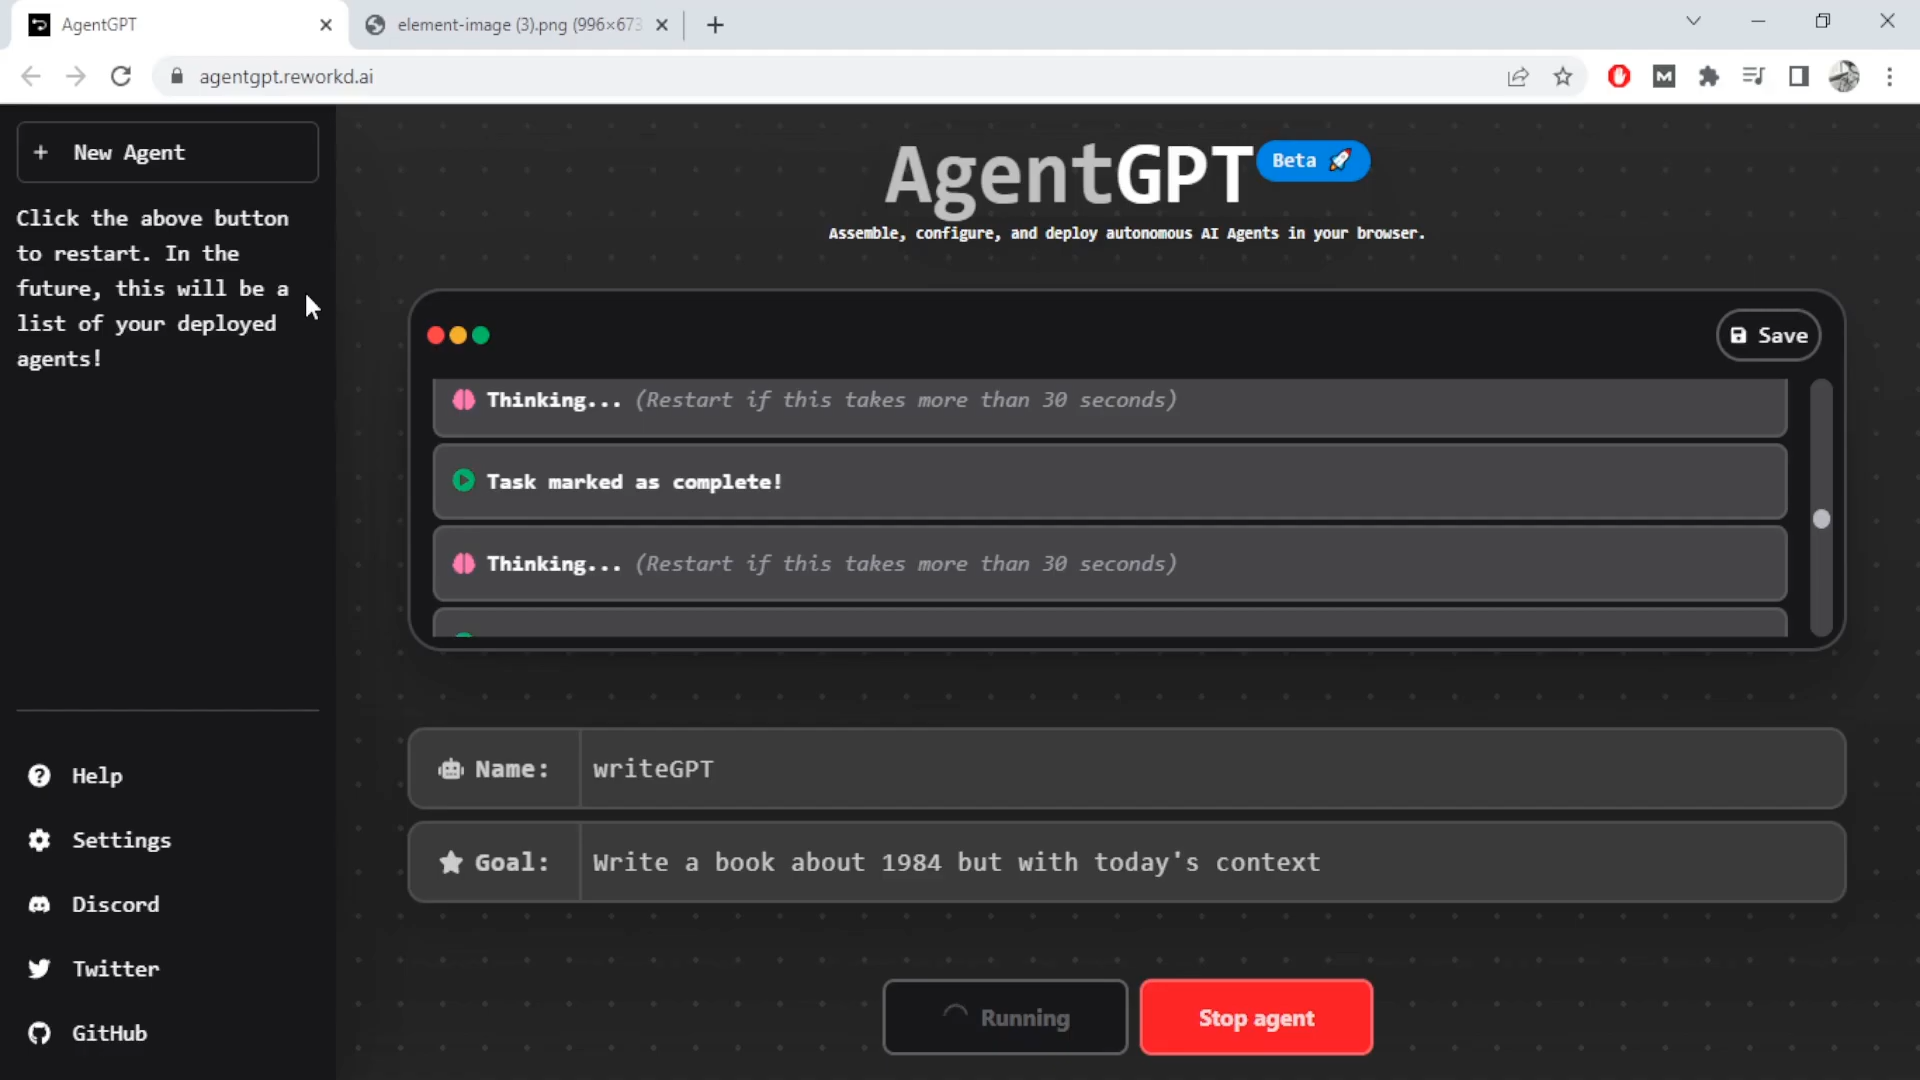 AgentGPT
element-image (3).png (996×673
agentgpt.reworkd.ai
+ New Agent
Click the above button
to restart. In the
future, this will be a
list of your deployed
agents!
Help
Settings
Discord
Twitter
GitHub
AgentGPT
Beta 🚀
Assemble, configure, and deploy autonomous AI Agents in your browser.
Save
Thinking... (Restart if this takes more than 30 seconds)
Task marked as complete!
Thinking... (Restart if this takes more than 30 seconds)
Name: writeGPT
Goal: Write a book about 1984 but with today's context
Running
Stop agent